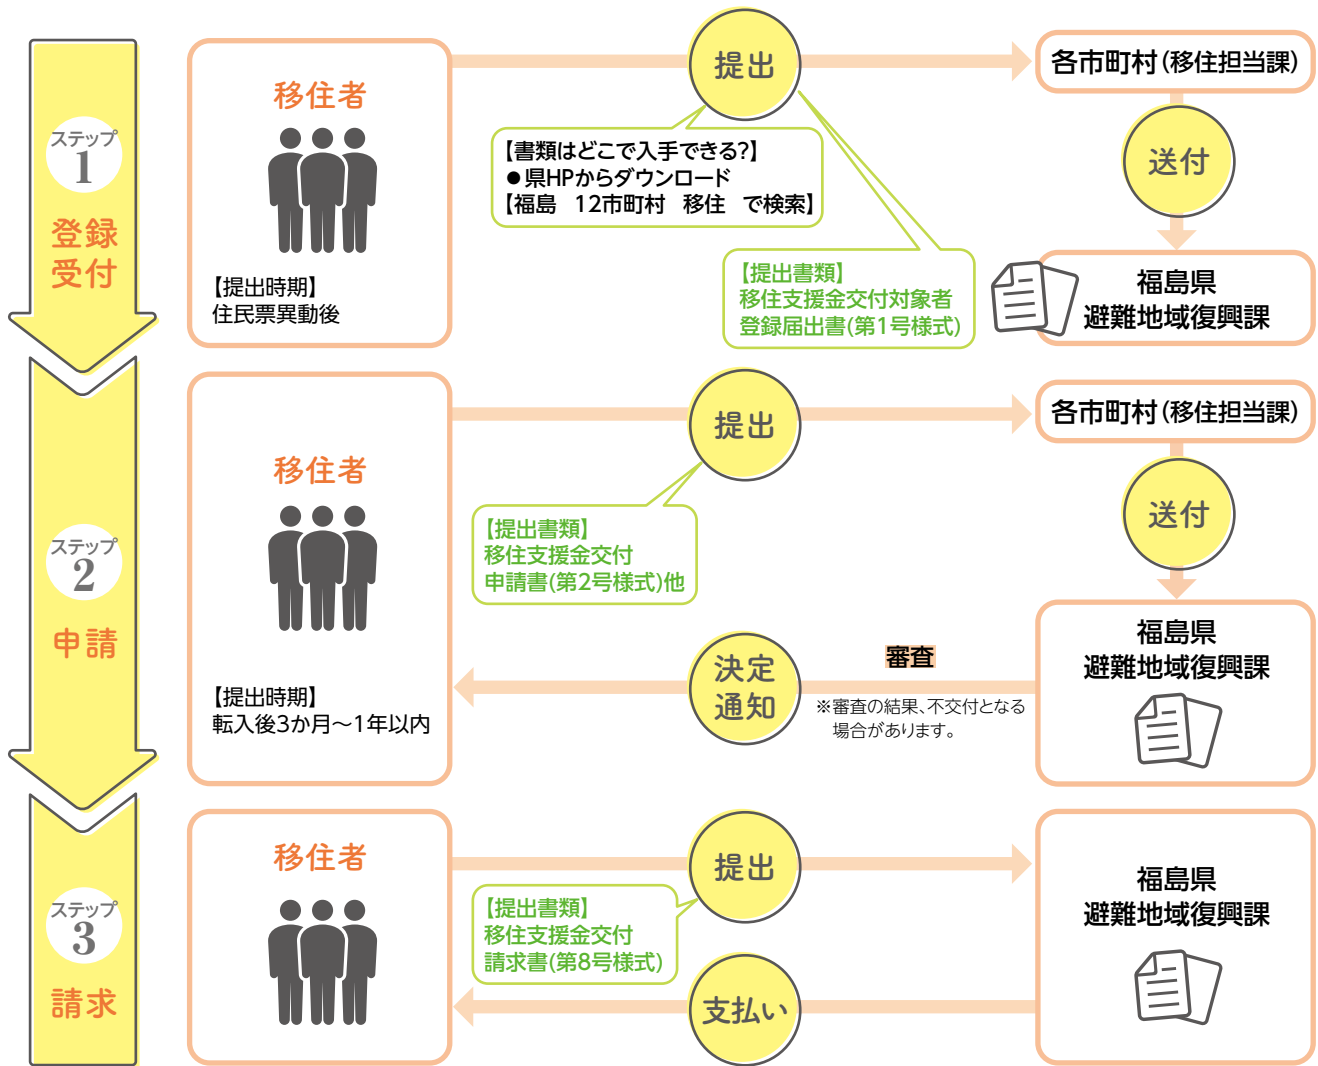 ステップ
1
登録
受付
移住者
【提出時期】
住民票異動後
提出
【書類はどこで入手できる?】
●県HPからダウンロード
【福島　12市町村　移住　で検索】
【提出書類】
移住支援金交付対象者
登録届出書(第1号様式)
各市町村(移住担当課)
送付
福島県
避難地域復興課
ステップ
2
申請
移住者
【提出時期】
転入後3か月～1年以内
提出
【提出書類】
移住支援金交付
申請書(第2号様式)他
各市町村(移住担当課)
送付
福島県
避難地域復興課
審査
※審査の結果、不交付となる
場合があります。
決定
通知
ステップ
3
請求
移住者
提出
【提出書類】
移住支援金交付
請求書(第8号様式)
福島県
避難地域復興課
支払い